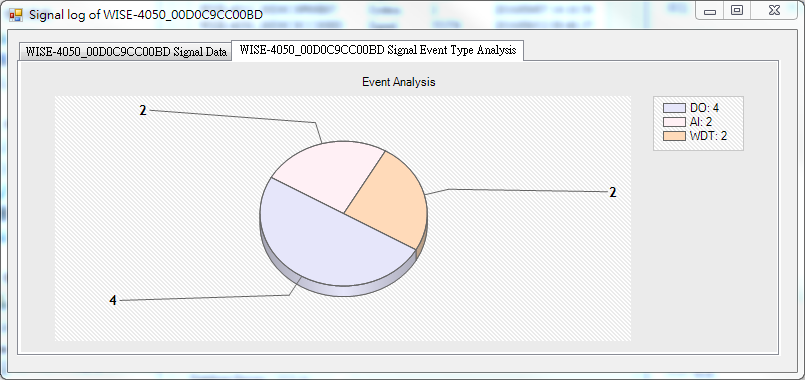 Signal log of WISE-4050_00D0C9CC00BD
WISE-4050_00D0C9CC00BD Signal Data
WISE-4050_00D0C9CC00BD Signal Event Type Analysis
Event Analysis
2
DO: 4
AI: 2
WDT: 2
2
4